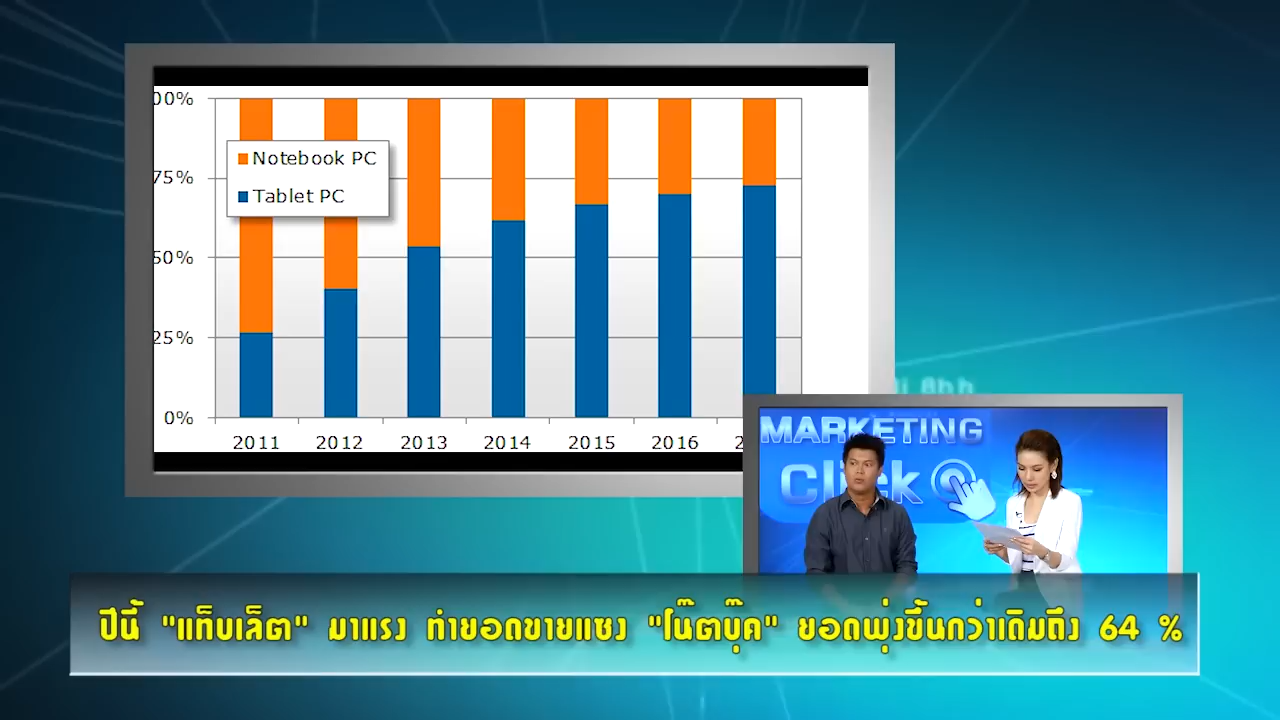 00%
Notebook PC
75%
Tablet PC
50%
25%
0%
2011 2012 2013 2014 2015 2016 2
MARKETING
Click
ปีนี้ "แท็บเล็ต" มาแรง ทำยอดขายแซง "โน๊ตบุ๊ค" ยอดพุ่งขึ้นกว่าเดิมถึง 64 %